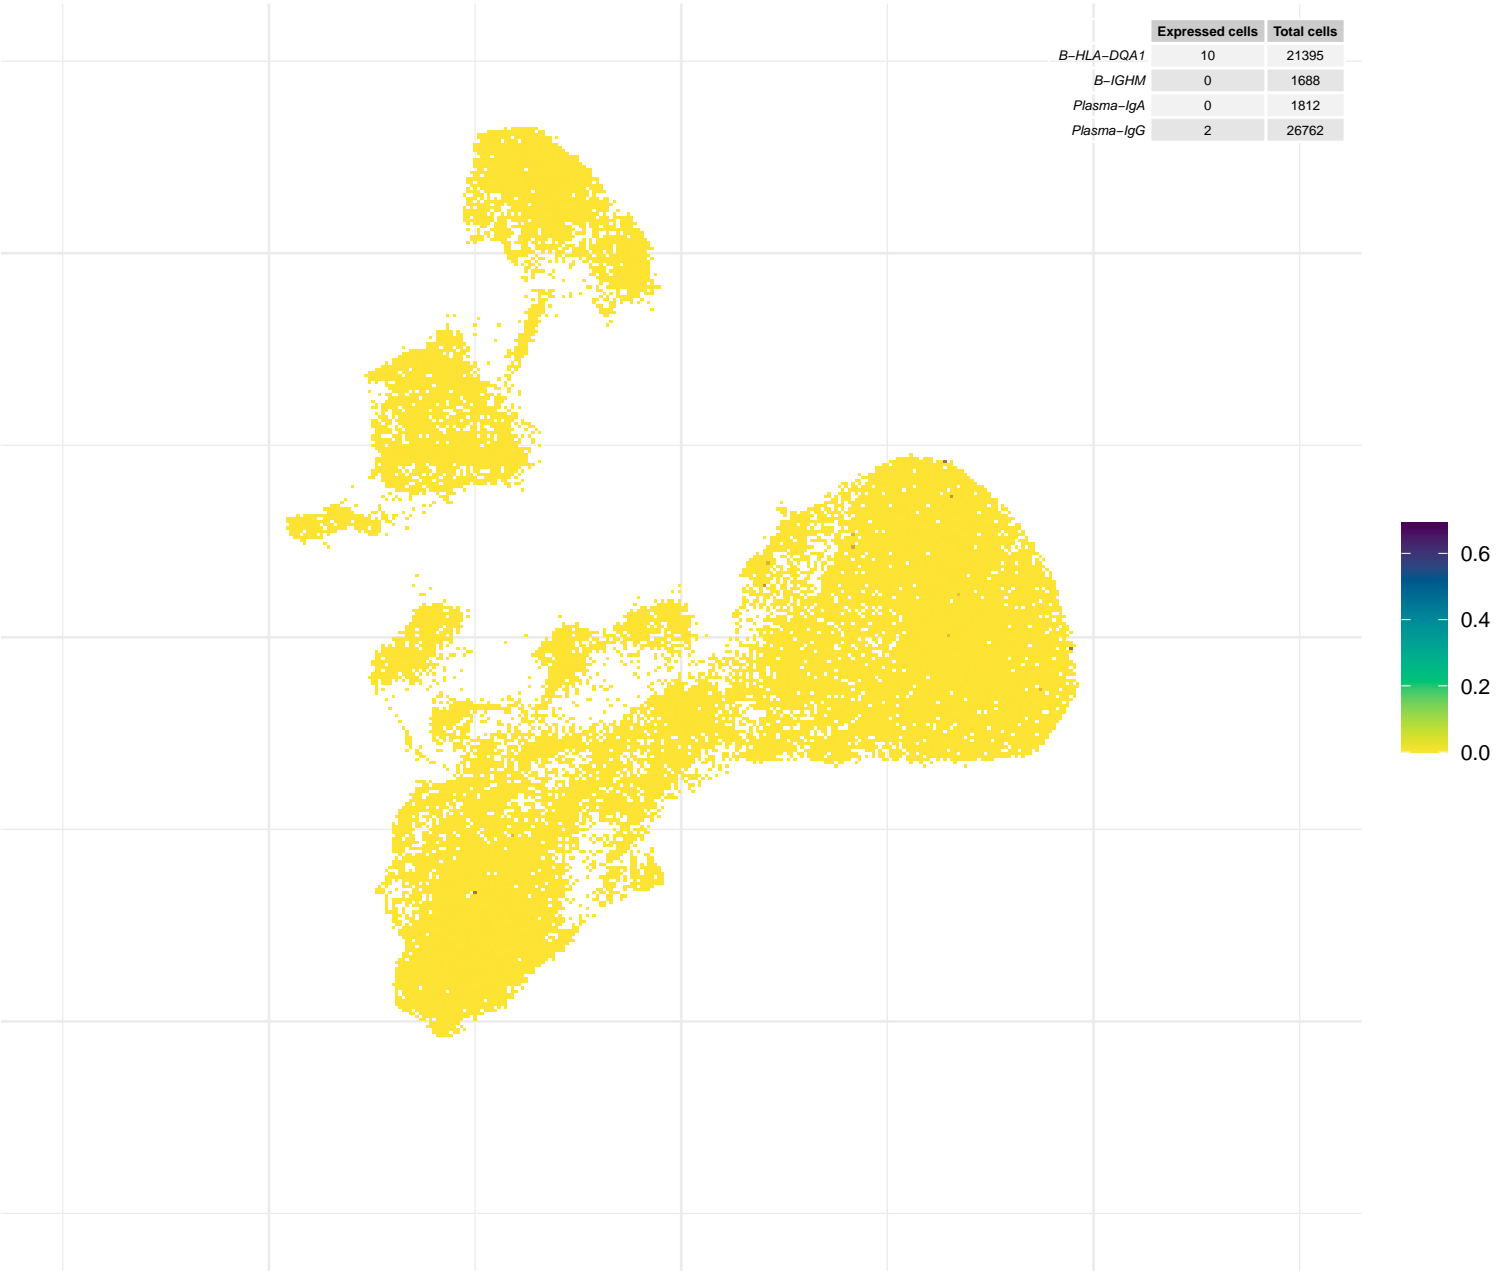 Expressed cells Total cells
B−HLA−DQA1 10 21395
B−IGHM 0 1688
Plasma−IgA 0 1812
Plasma−IgG 2 26762
0.6
0.4
0.2
0.0